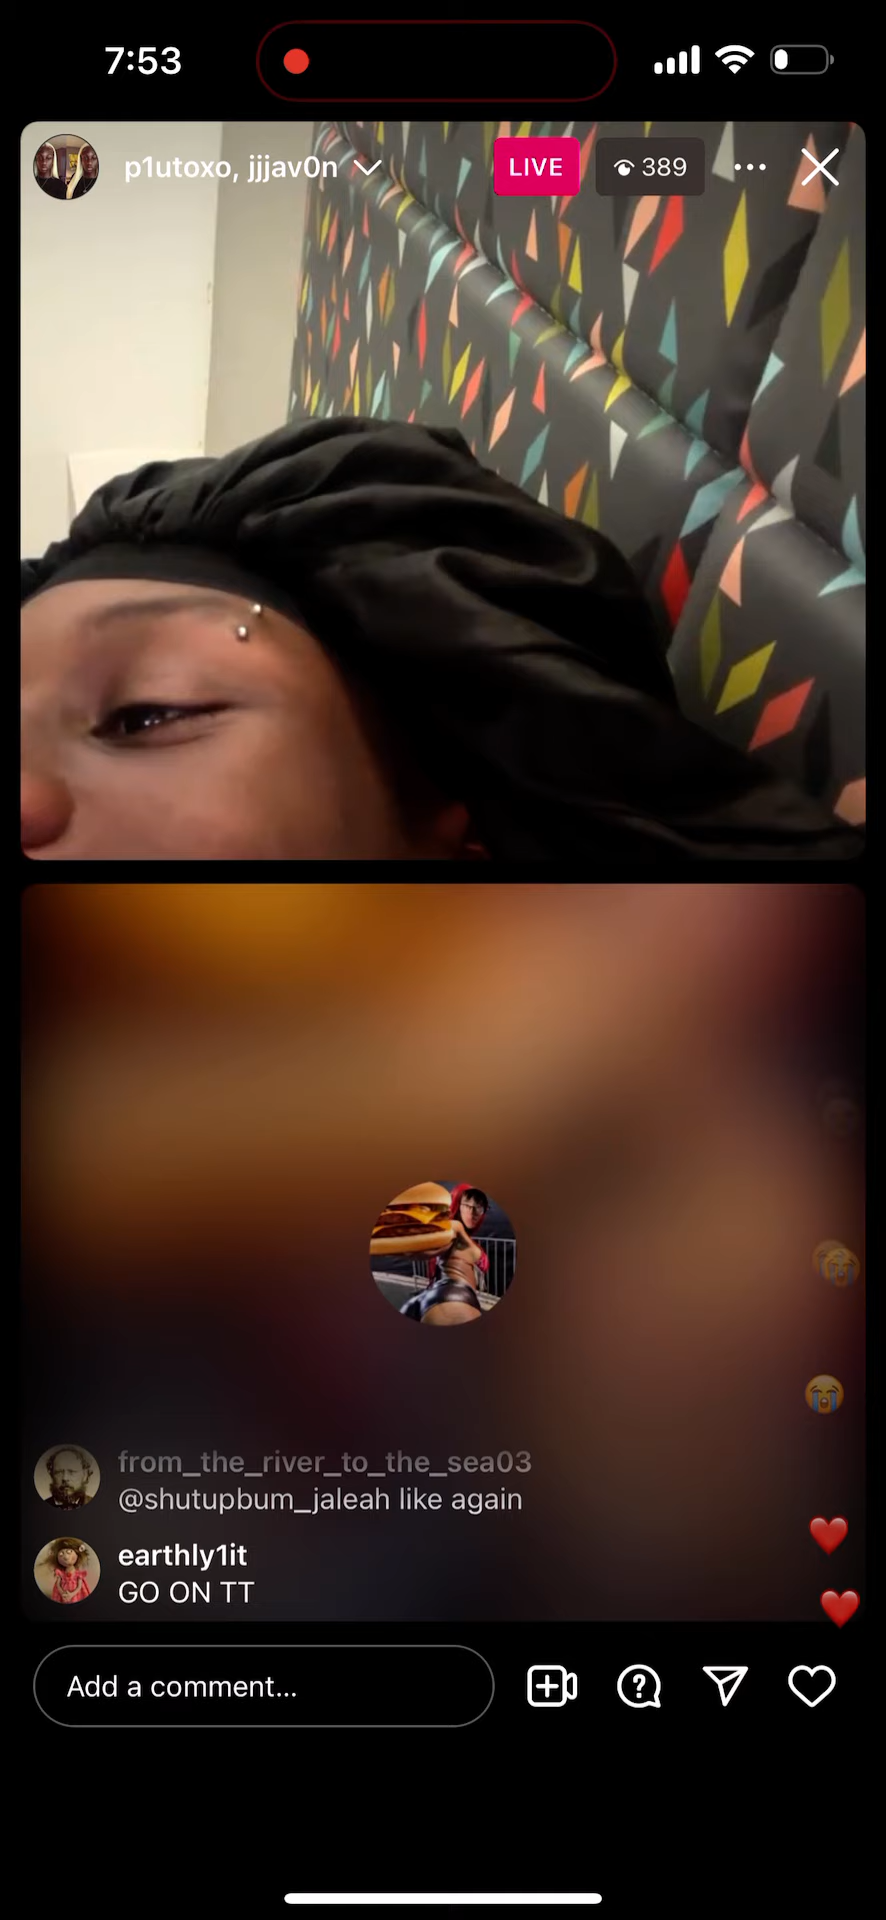 7:53
p1utoxo, jjjav0n
LIVE
389
from_the_river_to_the_sea03
@shutupbum_jaleah like again
earthly1it
GO ON TT
Add a comment...